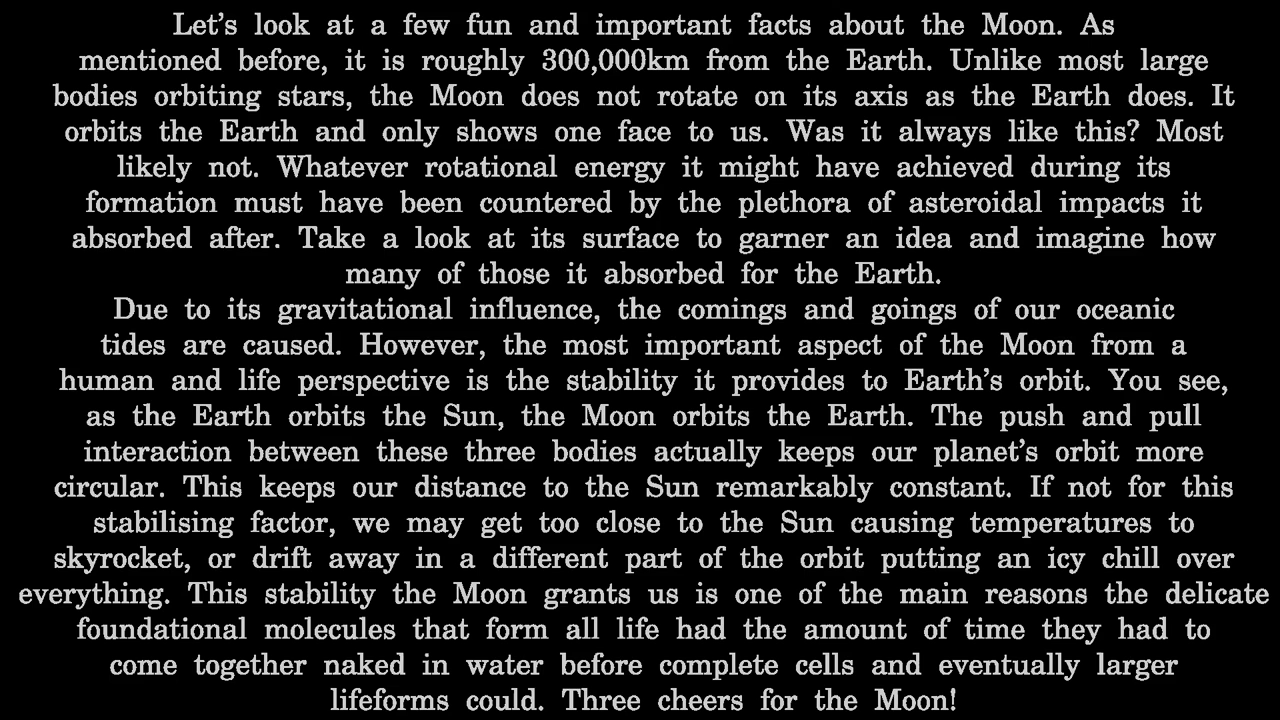 Let's look at a few fun and important facts about the Moon. As
mentioned before, it is roughly 300,000km from the Earth. Unlike most large
bodies orbiting stars, the Moon does not rotate on its axis as the Earth does. It
orbits the Earth and only shows one face to us. Was it always like this? Most
likely not. Whatever rotational energy it might have achieved during its
formation must have been countered by the plethora of asteroidal impacts it
absorbed after. Take a look at its surface to garner an idea and imagine how
many of those it absorbed for the Earth.
Due to its gravitational influence, the comings and goings of our oceanic
tides are caused. However, the most important aspect of the Moon from a
human and life perspective is the stability it provides to Earth's orbit. You see,
as the Earth orbits the Sun, the Moon orbits the Earth. The push and pull
interaction between these three bodies actually keeps our planet's orbit more
circular. This keeps our distance to the Sun remarkably constant. If not for this
stabilising factor, we may get too close to the Sun causing temperatures to
skyrocket, or drift away in a different part of the orbit putting an icy chill over
everything. This stability the Moon grants us is one of the main reasons the delicate
foundational molecules that form all life had the amount of time they had to
come together naked in water before complete cells and eventually larger
lifeforms could. Three cheers for the Moon!